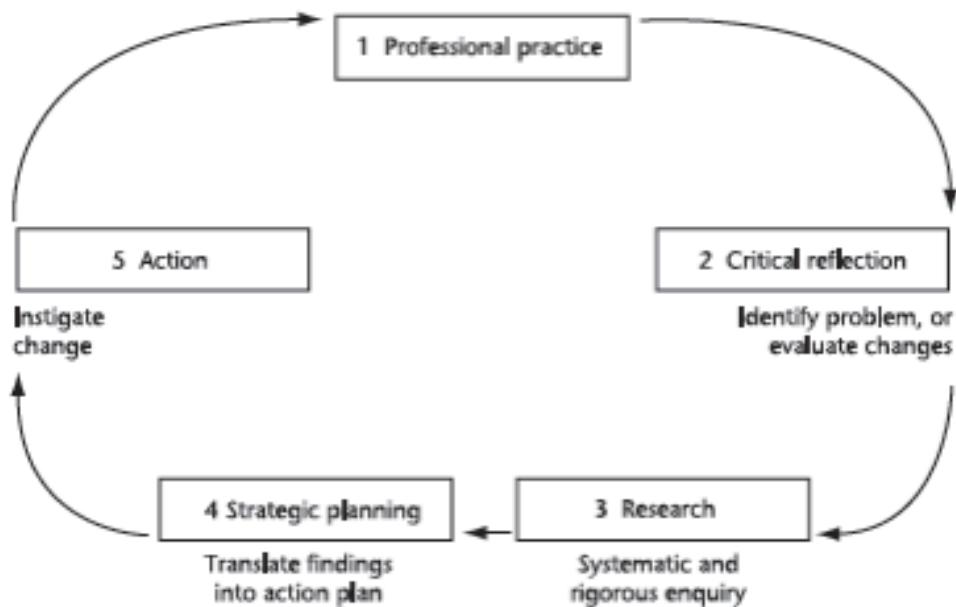 1 Professional practice
2 Critical reflection
Identify problem, or
evaluate changes
3 Research
Systematic and
rigorous enquiry
4 Strategic planning
Translate findings
into action plan
5 Action
Instigate
change